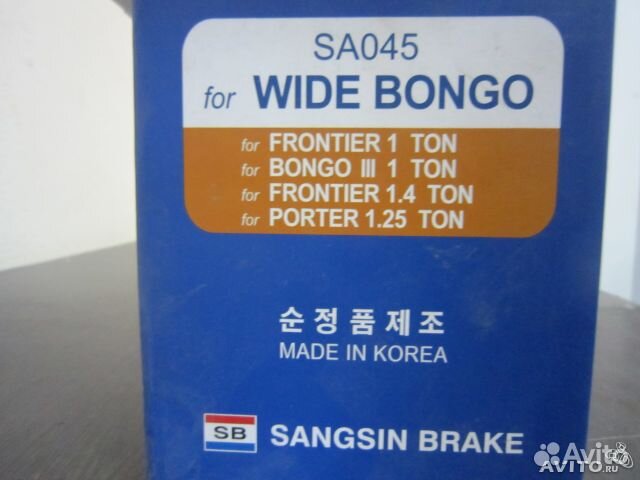 SA045
for WIDE BONGO
for FRONTIER 1 TON
for BONGO III 1 TON
for FRONTIER 1.4 TON
for PORTER 1.25 TON
순정품제조
MADE IN KOREA
SB SANGSIN BRAKE
Avito
AVITO.RU